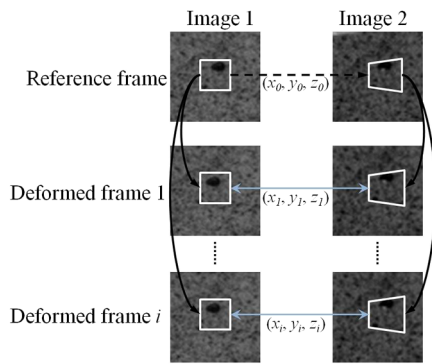 Image 1 Image 2
Reference frame
(x₀, y₀, z₀)
Deformed frame 1
(x₁, y₁, z₁)
Deformed frame i
(xᵢ, yᵢ, zᵢ)